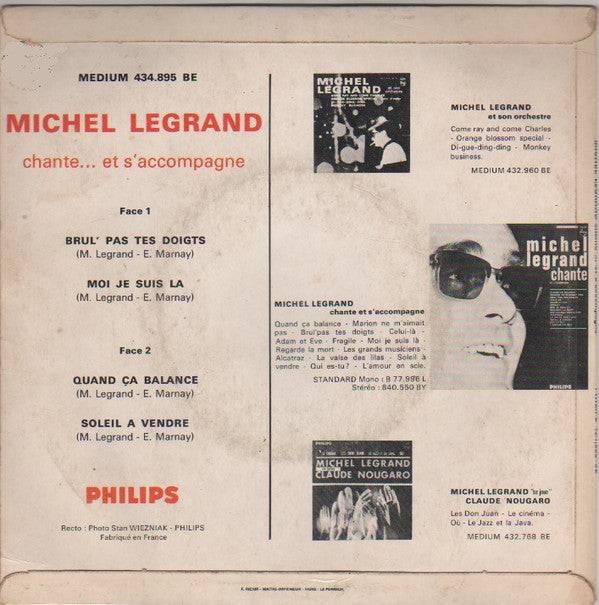 MEDIUM 434.895 BE
MICHEL LEGRAND
chante... et s'accompagne
Face 1
BRUL' PAS TES DOIGTS
(M. Legrand - E. Marnay)
MOI JE SUIS LA
(M. Legrand - E. Marnay)
Face 2
QUAND ÇA BALANCE
(M. Legrand - E. Marnay)
SOLEIL A VENDRE
(M. Legrand - E. Marnay)
PHILIPS
Recto : Photo Stan WIEZNIAK - PHILIPS
Fabriqué en France
MICHEL
LEGRAND
MICHEL LEGRAND
et son orchestre
Come ray and come Charles
- Orange blossom special -
Di-gue-ding-ding - Monkey
business.
MEDIUM 432.960 BE
michel
legrand
chante
PHILIPS
MICHEL LEGRAND
chante et s'accompagne
Quand ça balance - Marion ne m'aimait
pas - Brul'pas tes doigts - Celui-là -
Adam et Eve - Fragile - Moi je suis là -
Regarde la mort - Les grands musiciens -
Alcatraz - La valse des lilas - Soleil à
vendre - Qui es-tu? - L'amour en soie.
STANDARD Mono : B 77.996 L
Stéréo : 840.550 BY
PHILIPS
MICHEL LEGRAND
CLAUDE NOUGARO
MICHEL LEGRAND "se joue"
CLAUDE NOUGARO
Les Don Juan - Le cinéma -
Où - Le Jazz et la Java.
MEDIUM 432.768 BE